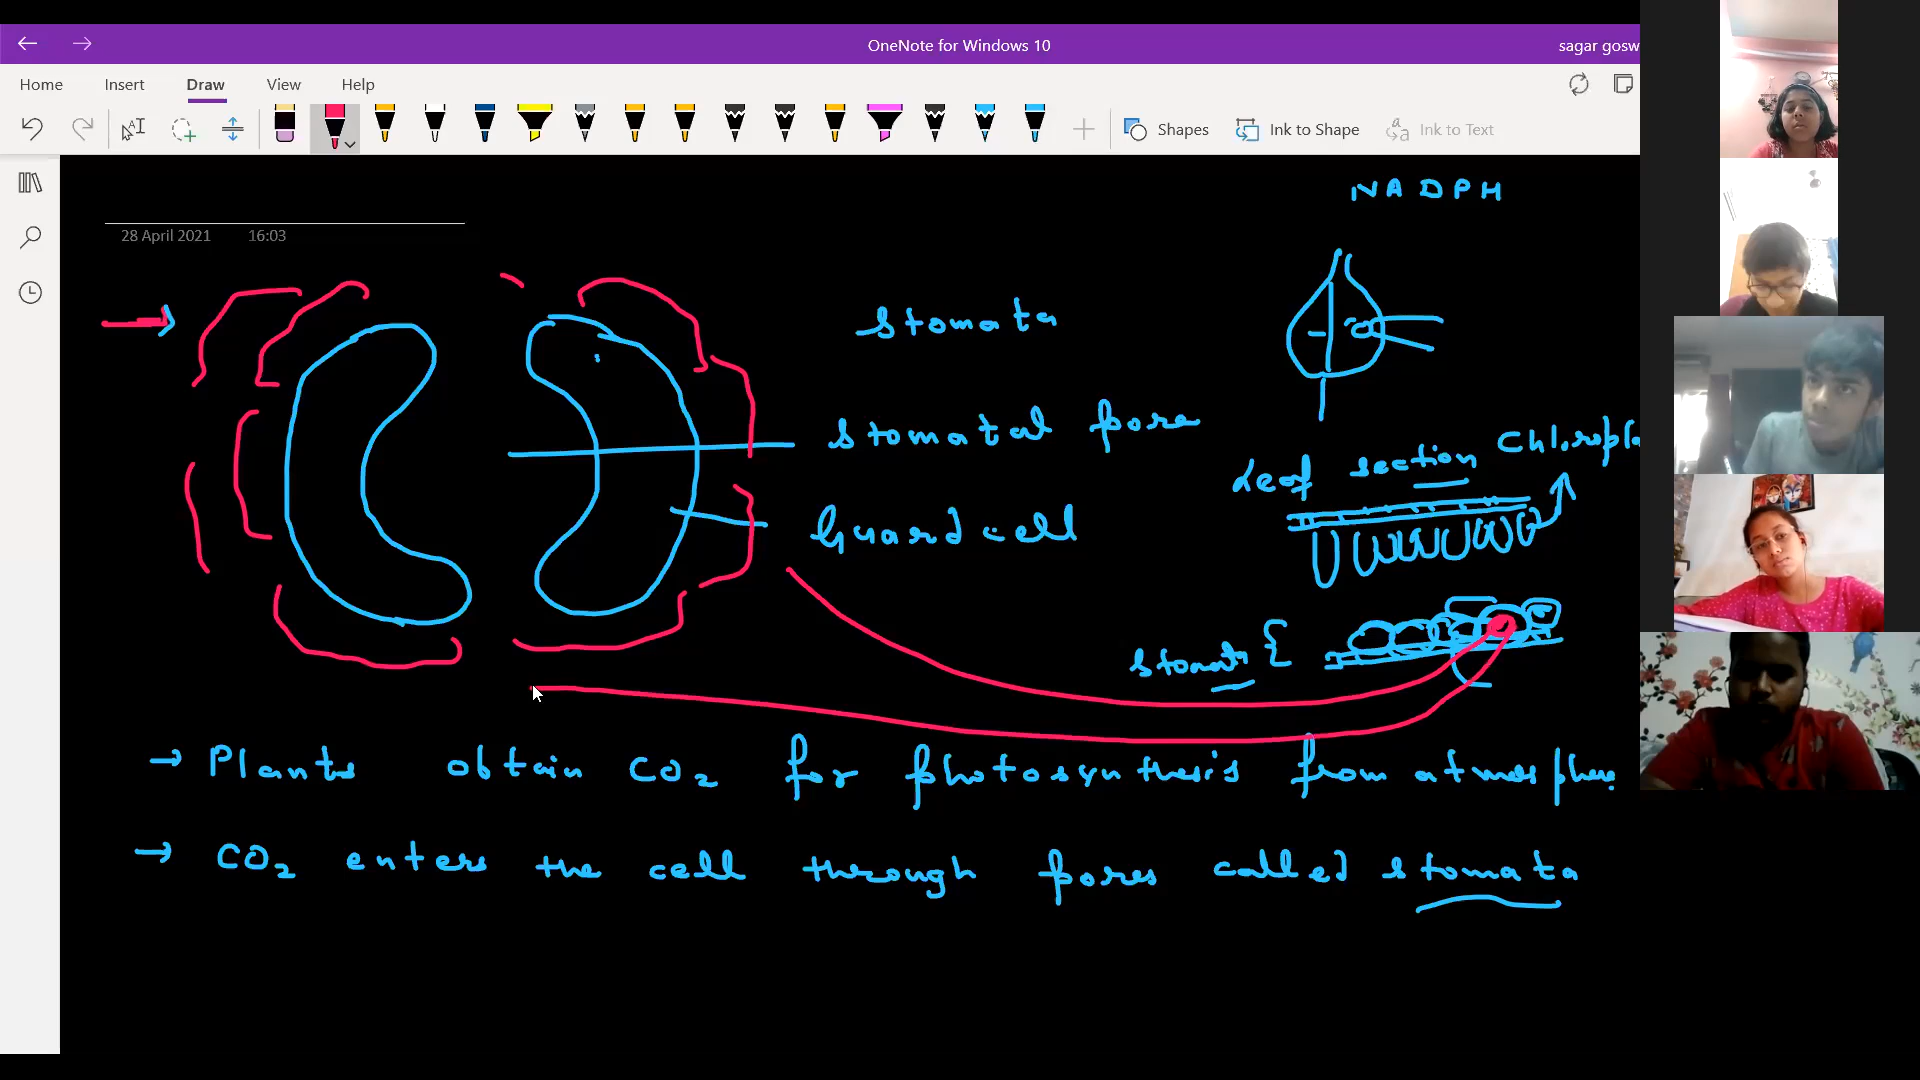 OneNote for Windows 10
sagar gosw
Home Insert Draw View Help
Shapes Ink to Shape Ink to Text
NADPH
28 April 2021 16:03
stomata
stomatal pore
Leaf section Chloropla
Guard cell
stomata {
→ Plants obtain CO₂ for photosynthesis from atmosphere
→ CO₂ enters the cell through pores called stomata